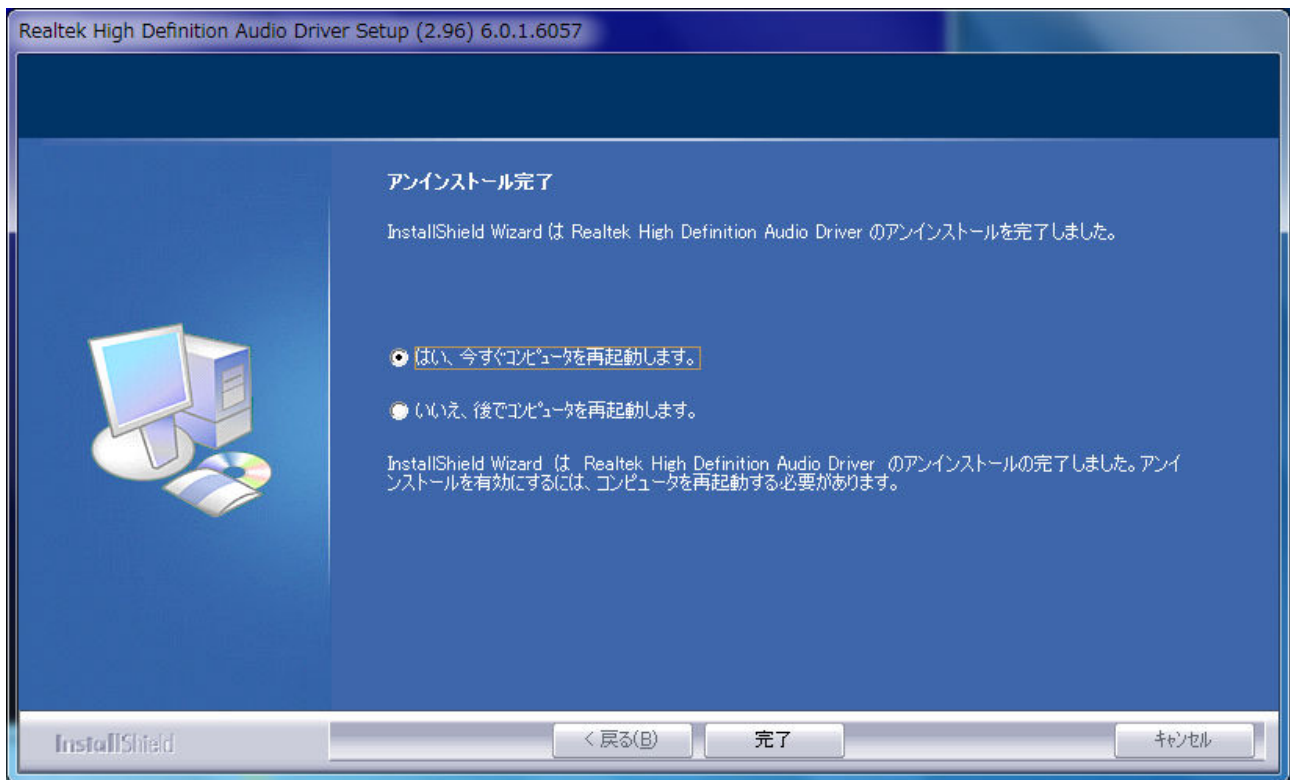 Realtek High Definition Audio Driver Setup (2.96) 6.0.1.6057
アンインストール完了
InstallShield Wizard は Realtek High Definition Audio Driver のアンインストールを完了しました。
はい、今すぐコンピュータを再起動します。
いいえ、後でコンピュータを再起動します。
InstallShield Wizard は Realtek High Definition Audio Driver のアンインストールの完了しました。アンイ
ンストールを有効にするには、コンピュータを再起動する必要があります。
InstallShield
< 戻る(B)
完了
キャンセル